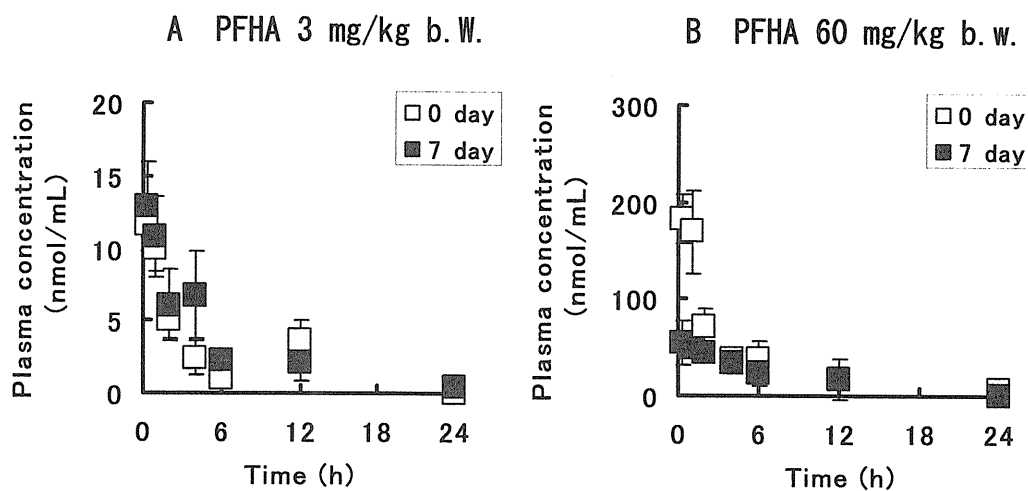 A PFHA 3 mg/kg b.W.
B PFHA 60 mg/kg b.w.
Plasma concentration
(nmol/mL)
20
15
10
5
0
0 day
7 day
0 6 12 18 24
Time (h)
Plasma concentration
(nmol/mL)
300
200
100
0
0 day
7 day
0 6 12 18 24
Time (h)